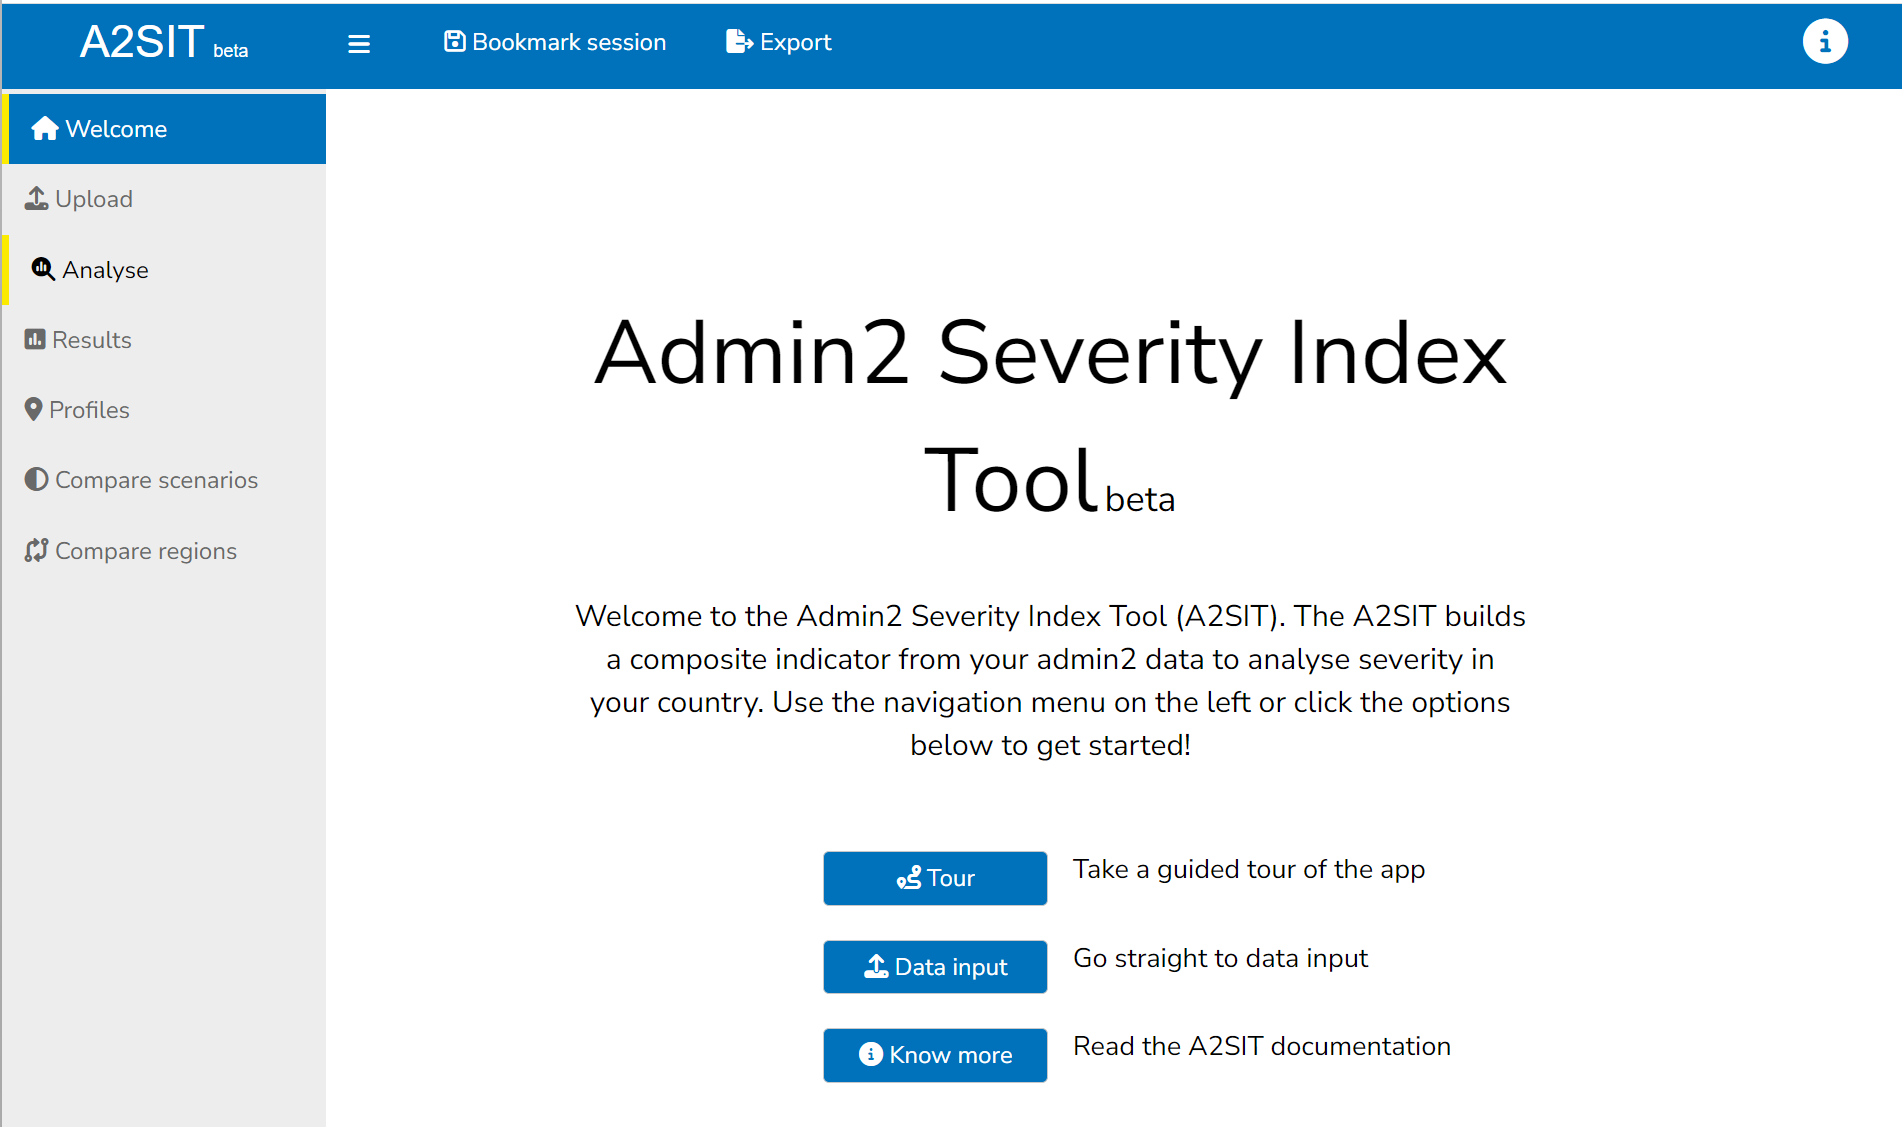 A2SIT beta
Bookmark session
Export
Welcome
Upload
Analyse
Results
Profiles
Compare scenarios
Compare regions
Admin2 Severity Index
Tool beta
Welcome to the Admin2 Severity Index Tool (A2SIT). The A2SIT builds
a composite indicator from your admin2 data to analyse severity in
your country. Use the navigation menu on the left or click the options
below to get started!
Tour
Take a guided tour of the app
Data input
Go straight to data input
Know more
Read the A2SIT documentation